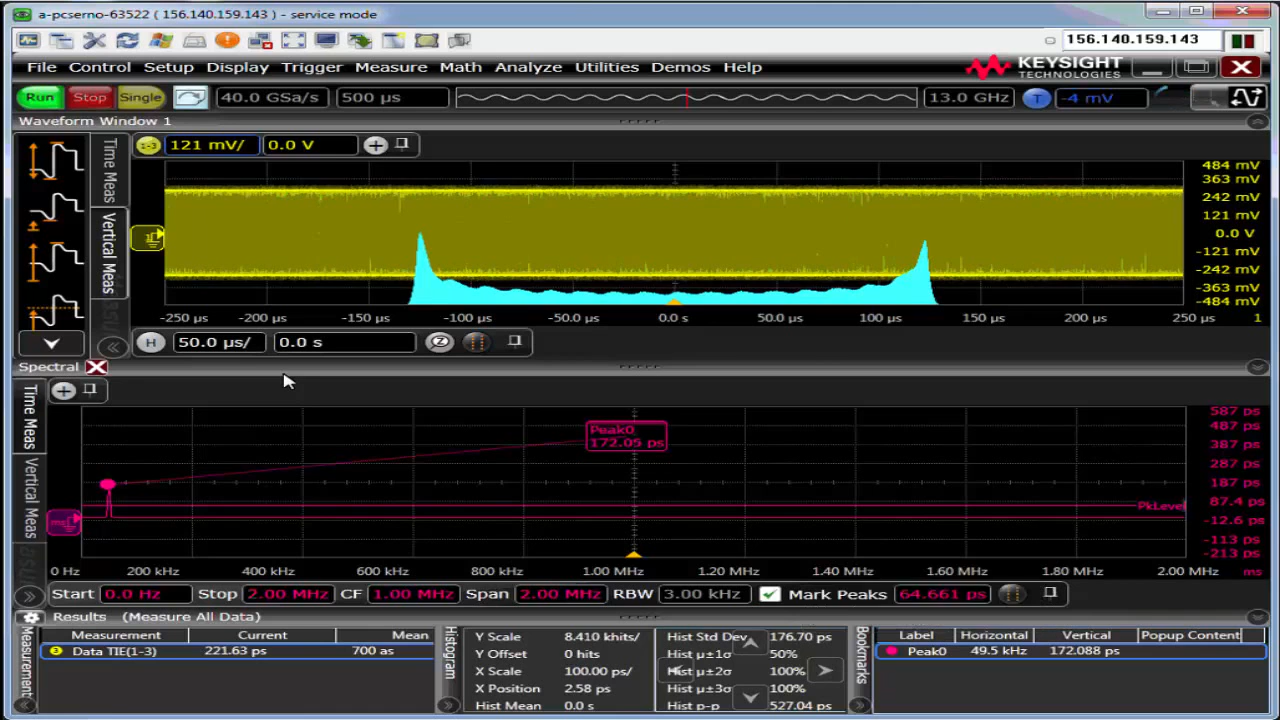 a-pcserno-63522 ( 156.140.159.143 ) - service mode
156.140.159.143
File Control Setup Display Trigger Measure Math Analyze Utilities Demos Help
KEYSIGHT
TECHNOLOGIES
Run Stop Single 40.0 GSa/s 500 µs 13.0 GHz T -4 mV
Waveform Window 1
1-3 121 mV/ 0.0 V
Time Meas
Vertical Meas
484 mV
363 mV
242 mV
121 mV
0.0 V
-121 mV
-242 mV
-363 mV
-484 mV
-250 µs -200 µs -150 µs -100 µs -50.0 µs 0.0 s 50.0 µs 100 µs 150 µs 200 µs 250 µs 1
H 50.0 µs/ 0.0 s
Spectral
Time Meas
Vertical Meas
Peak0
172.05 ps
587 ps
487 ps
387 ps
287 ps
187 ps
87.4 ps
PkLevel
-12.6 ps
-113 ps
-213 ps
0 Hz 200 kHz 400 kHz 600 kHz 800 kHz 1.00 MHz 1.20 MHz 1.40 MHz 1.60 MHz 1.80 MHz 2.00 MHz ms
Start 0.0 Hz Stop 2.00 MHz CF 1.00 MHz Span 2.00 MHz RBW 3.00 kHz Mark Peaks 64.661 ps
Results (Measure All Data)
Measurement
Measurement Current Mean
3 Data TIE(1-3) 221.63 ps 700 as
Histogram
Y Scale 8.410 khits/
Y Offset 0 hits
X Scale 100.00 ps/
X Position 2.58 ps
Hist Mean 0.0 s
Hist Std Dev 176.70 ps
Hist µ±1σ 50%
Hist µ±2σ 100%
Hist µ±3σ 100%
Hist p-p 527.04 ps
Bookmarks
Label Horizontal Vertical Popup Content
Peak0 49.5 kHz 172.088 ps